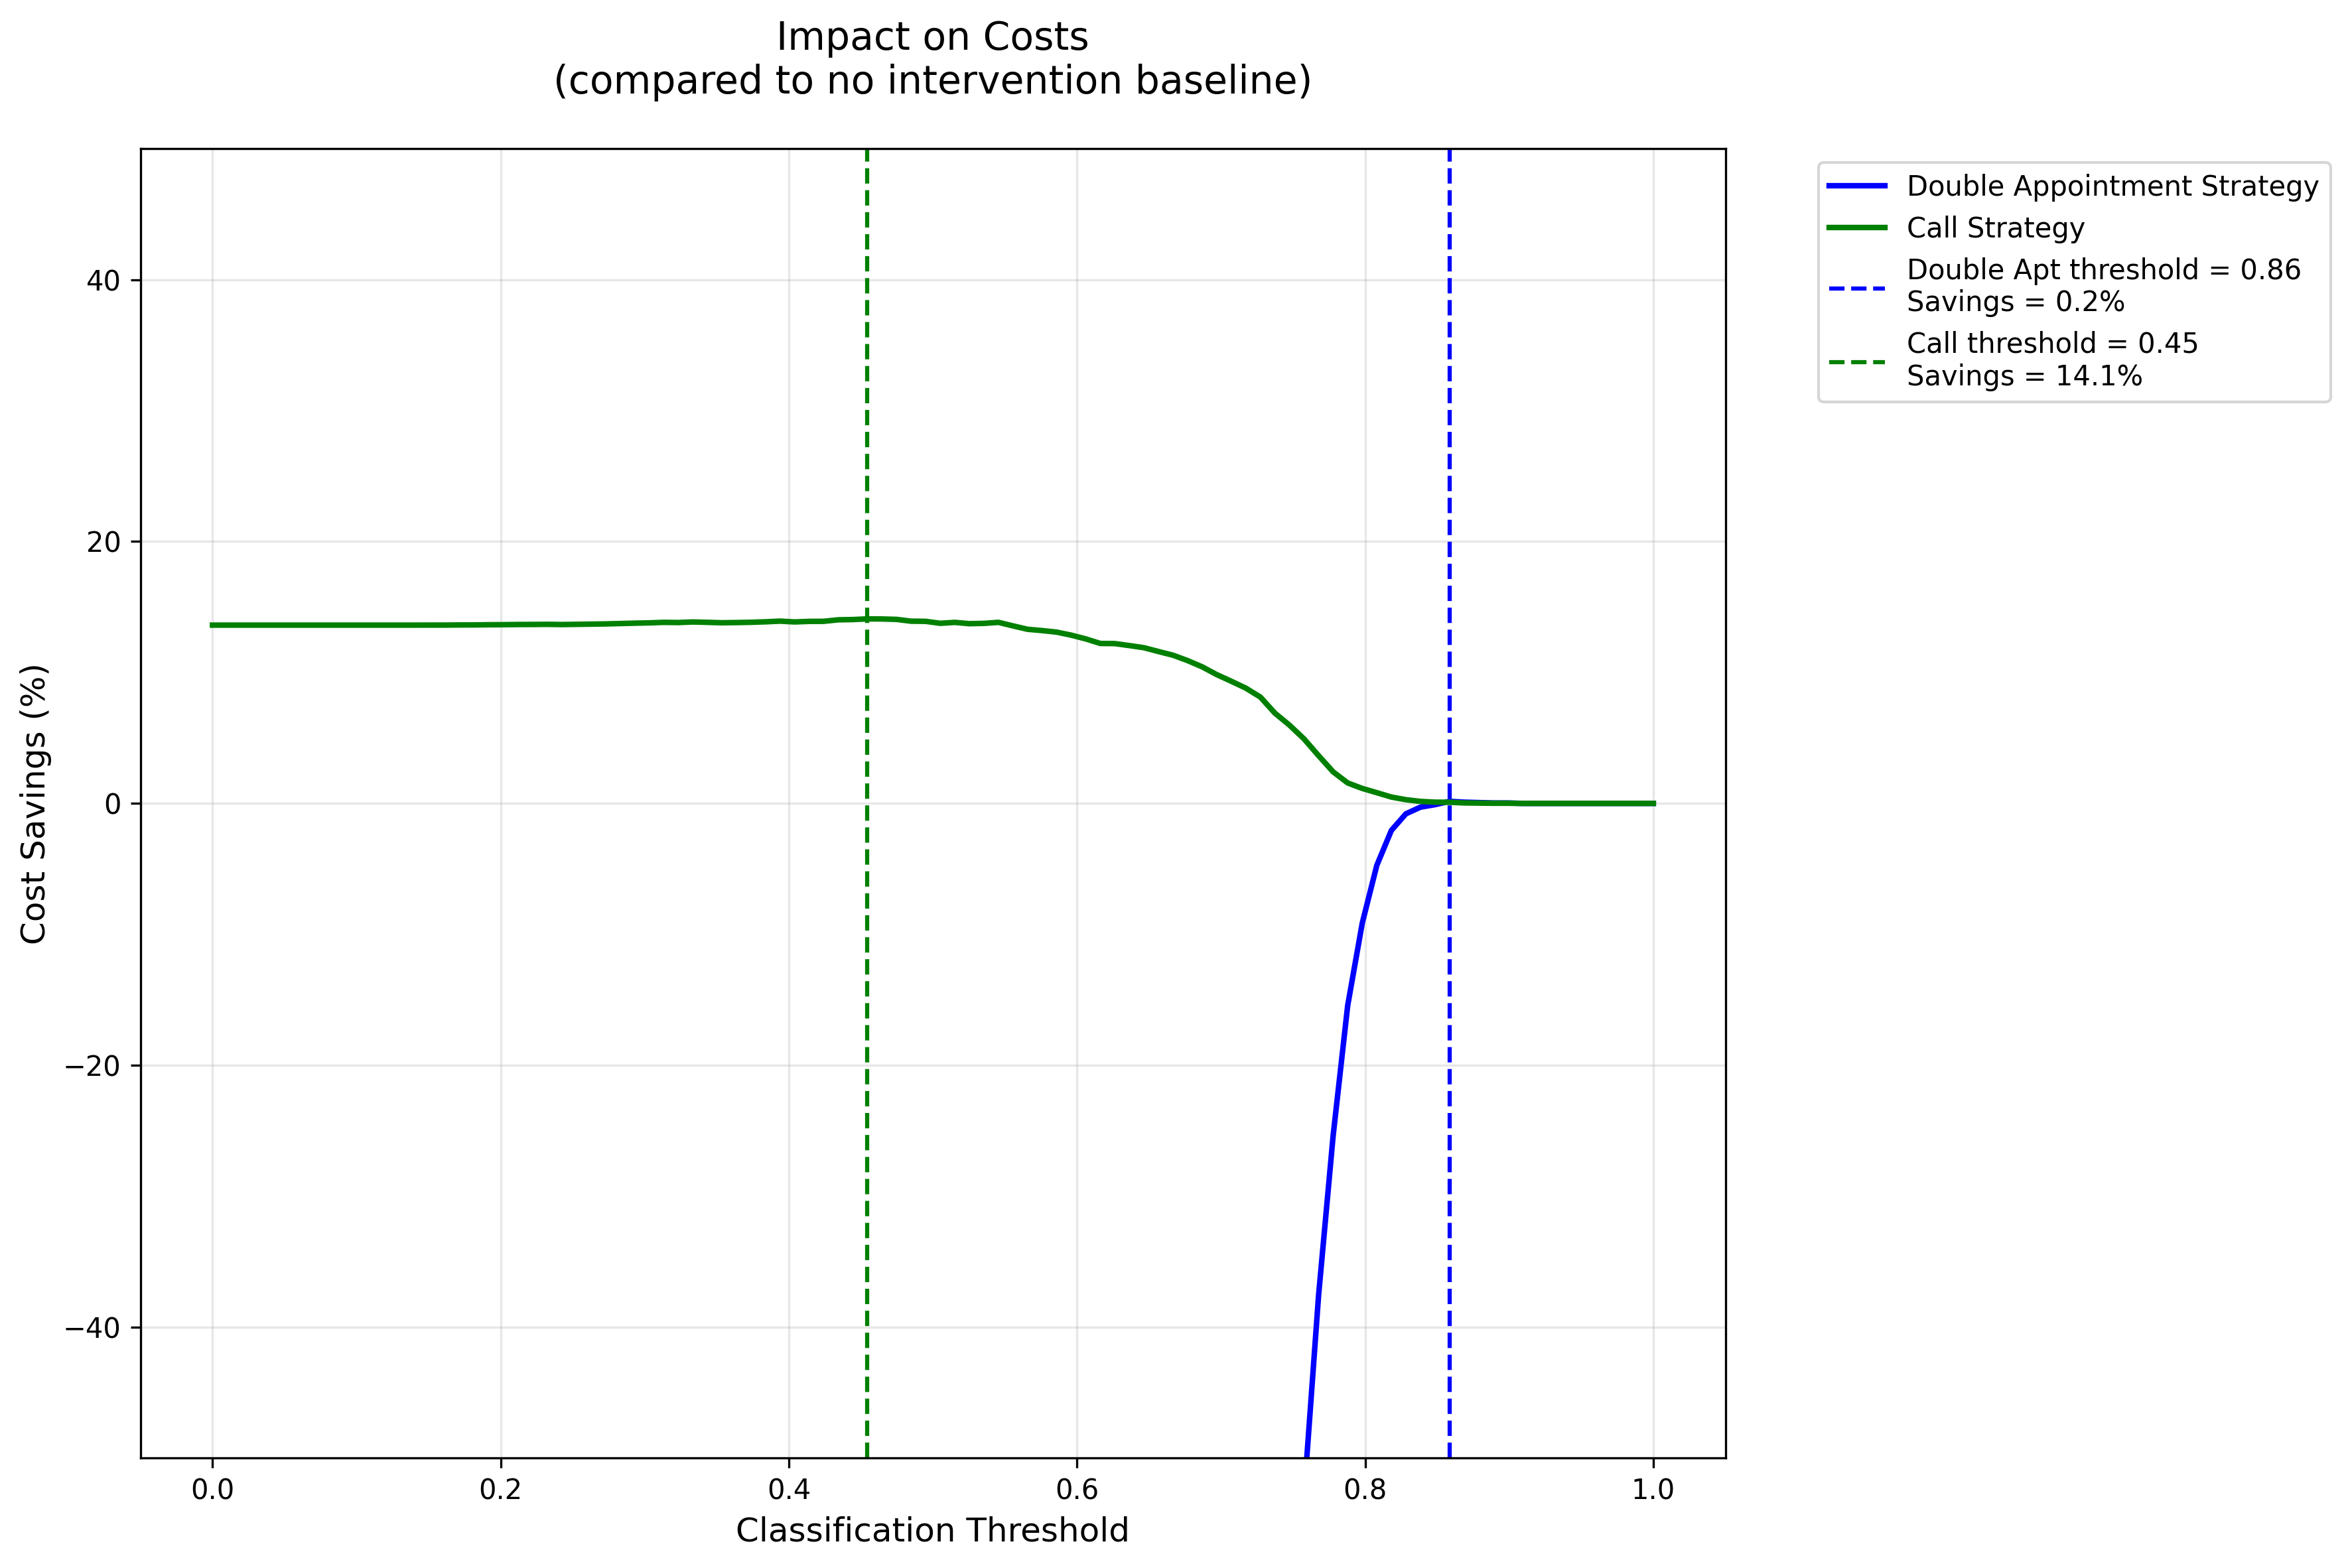 Impact on Costs
(compared to no intervention baseline)
Double Appointment Strategy
Call Strategy
Double Apt threshold = 0.86
Savings = 0.2%
Call threshold = 0.45
Savings = 14.1%
Cost Savings (%)
40
20
0
−20
−40
0.0
0.2
0.4
0.6
0.8
1.0
Classification Threshold